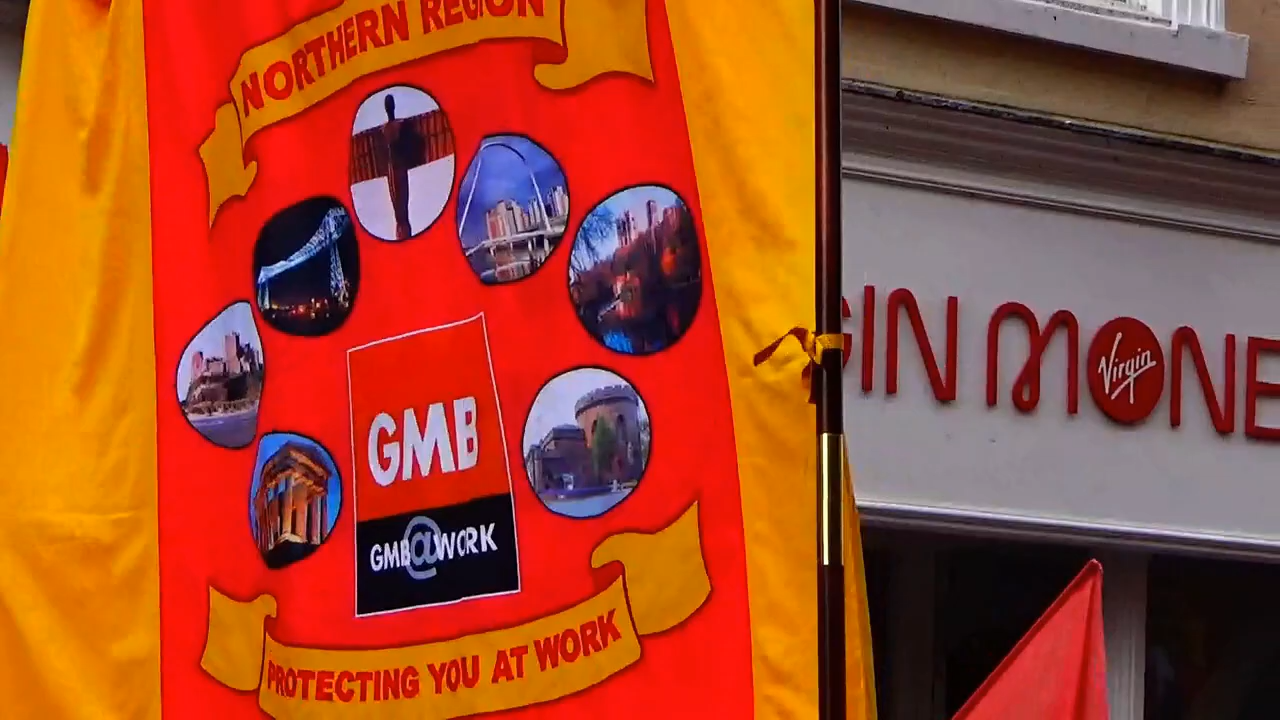 NORTHERN REGION
GIN MONE
Virgin
GMB
GMB@WORK
PROTECTING YOU AT WORK